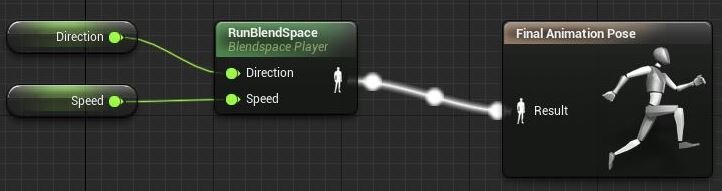 Direction
Speed
RunBlendSpace
Blendspace Player
Direction
Speed
Final Animation Pose
Result